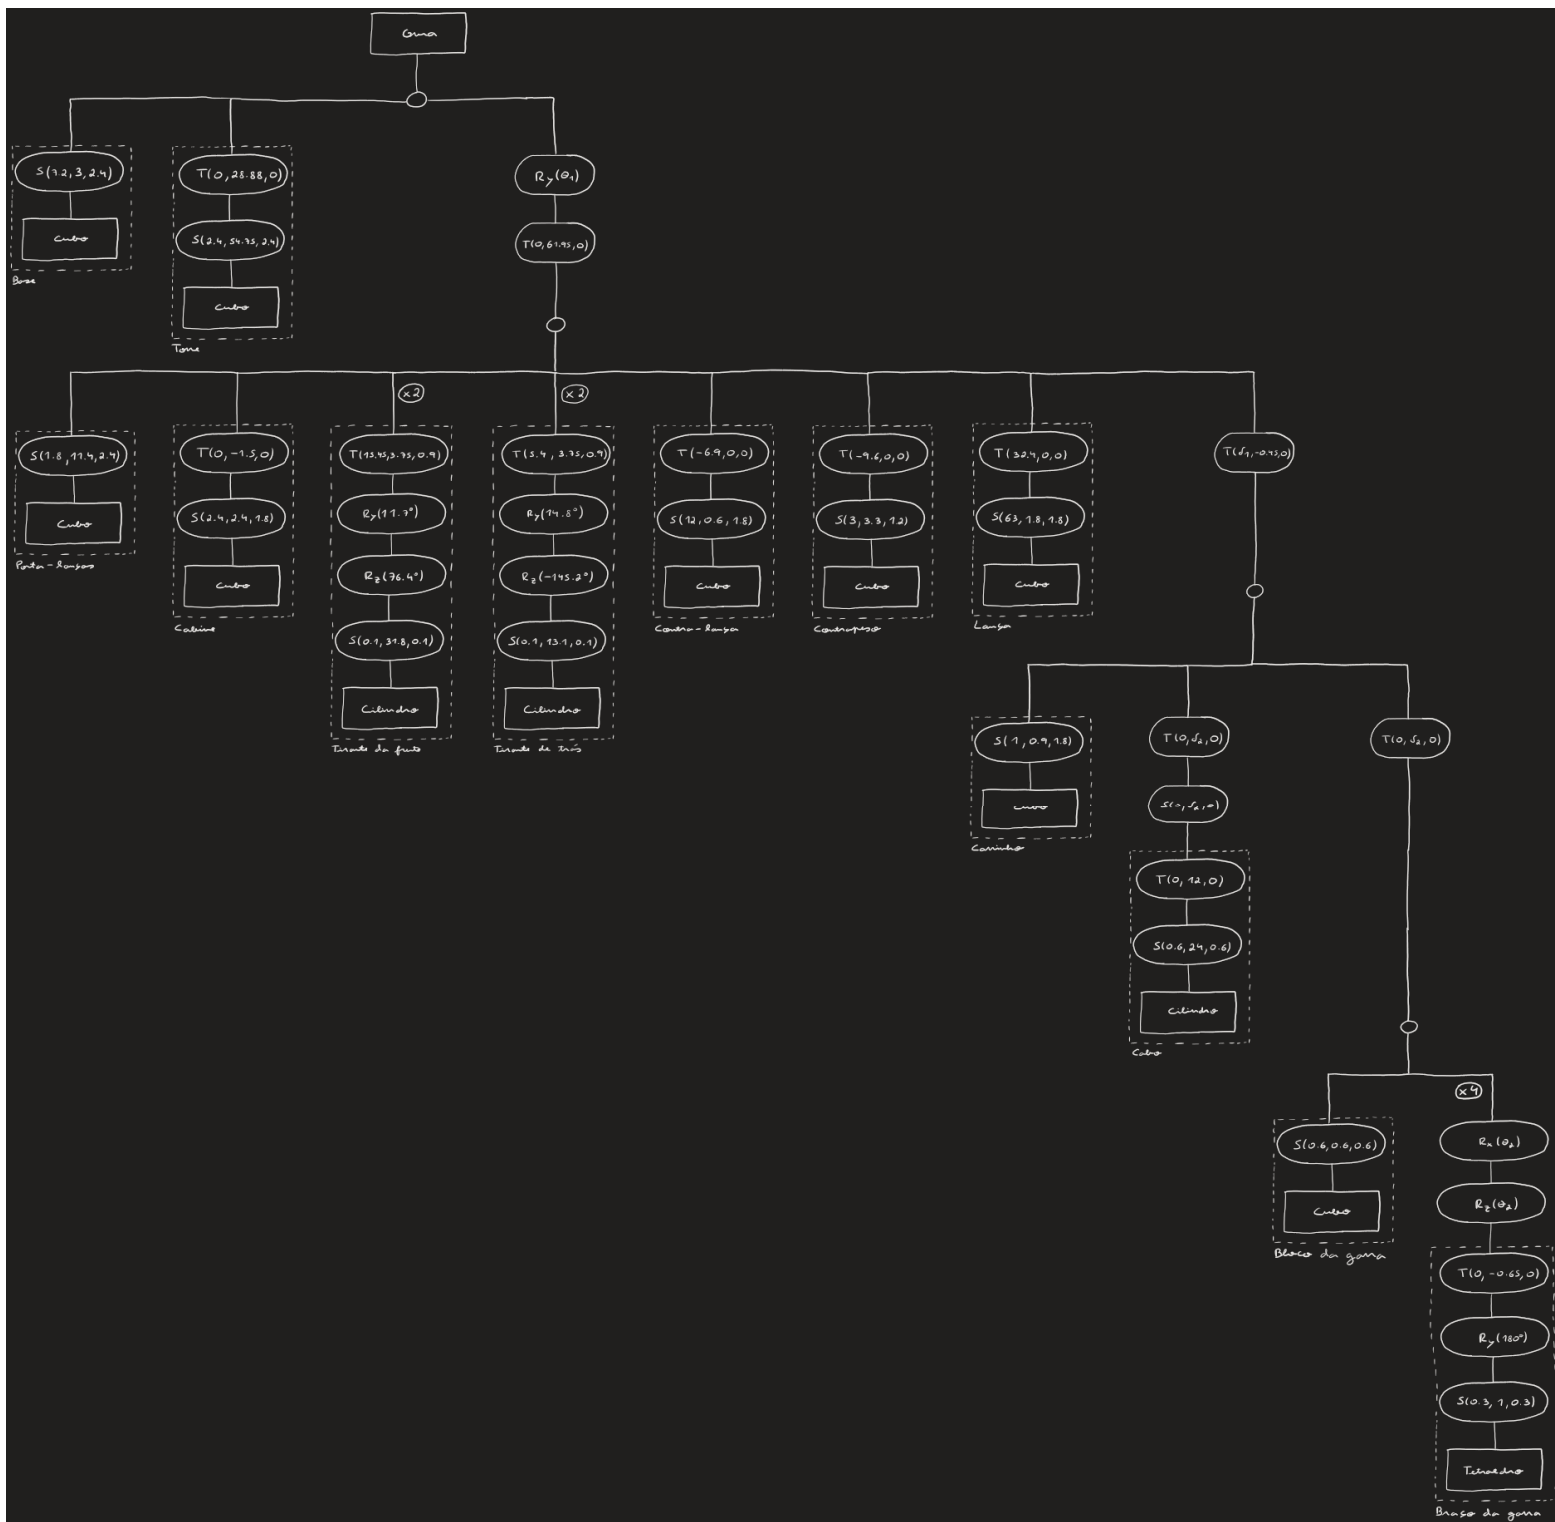 Grua
S(7.2,3,2.4)
Cubo
Base
T(0,28.88,0)
S(2.4,54.75,2.4)
Cubo
Torre
Ry(θ1)
T(0,61.95,0)
S(1.8,11.4,2.4)
Cubo
Porta-lanças
T(0,-1.5,0)
S(2.4,2.4,1.8)
Cubo
Cabine
x2
T(15.45,3.75,0.9)
Ry(11.7°)
Rz(76.4°)
S(0.1,31.8,0.1)
Cilindro
Tirante da frente
x2
T(5.4,3.75,0.9)
Ry(14.8°)
Rz(-145.2°)
S(0.1,13.1,0.1)
Cilindro
Tirante de trás
T(-6.9,0,0)
S(12,0.6,1.8)
Cubo
Contra-lança
T(-9.6,0,0)
S(3,3.3,1.2)
Cubo
Contrapeso
T(32.4,0,0)
S(63,1.8,1.8)
Cubo
Lança
T(δ1,-0.45,0)
S(1,0.9,1.8)
Cubo
Carrinho
T(0,δ2,0)
S(0,δ2,0)
T(0,12,0)
S(0.6,24,0.6)
Cilindro
Cabo
T(0,δ2,0)
S(0.6,0.6,0.6)
Cubo
Bloco da garra
x4
Rx(θ2)
Rz(θ2)
T(0,-0.65,0)
Ry(180°)
S(0.3,1,0.3)
Tetraedro
Braço da garra